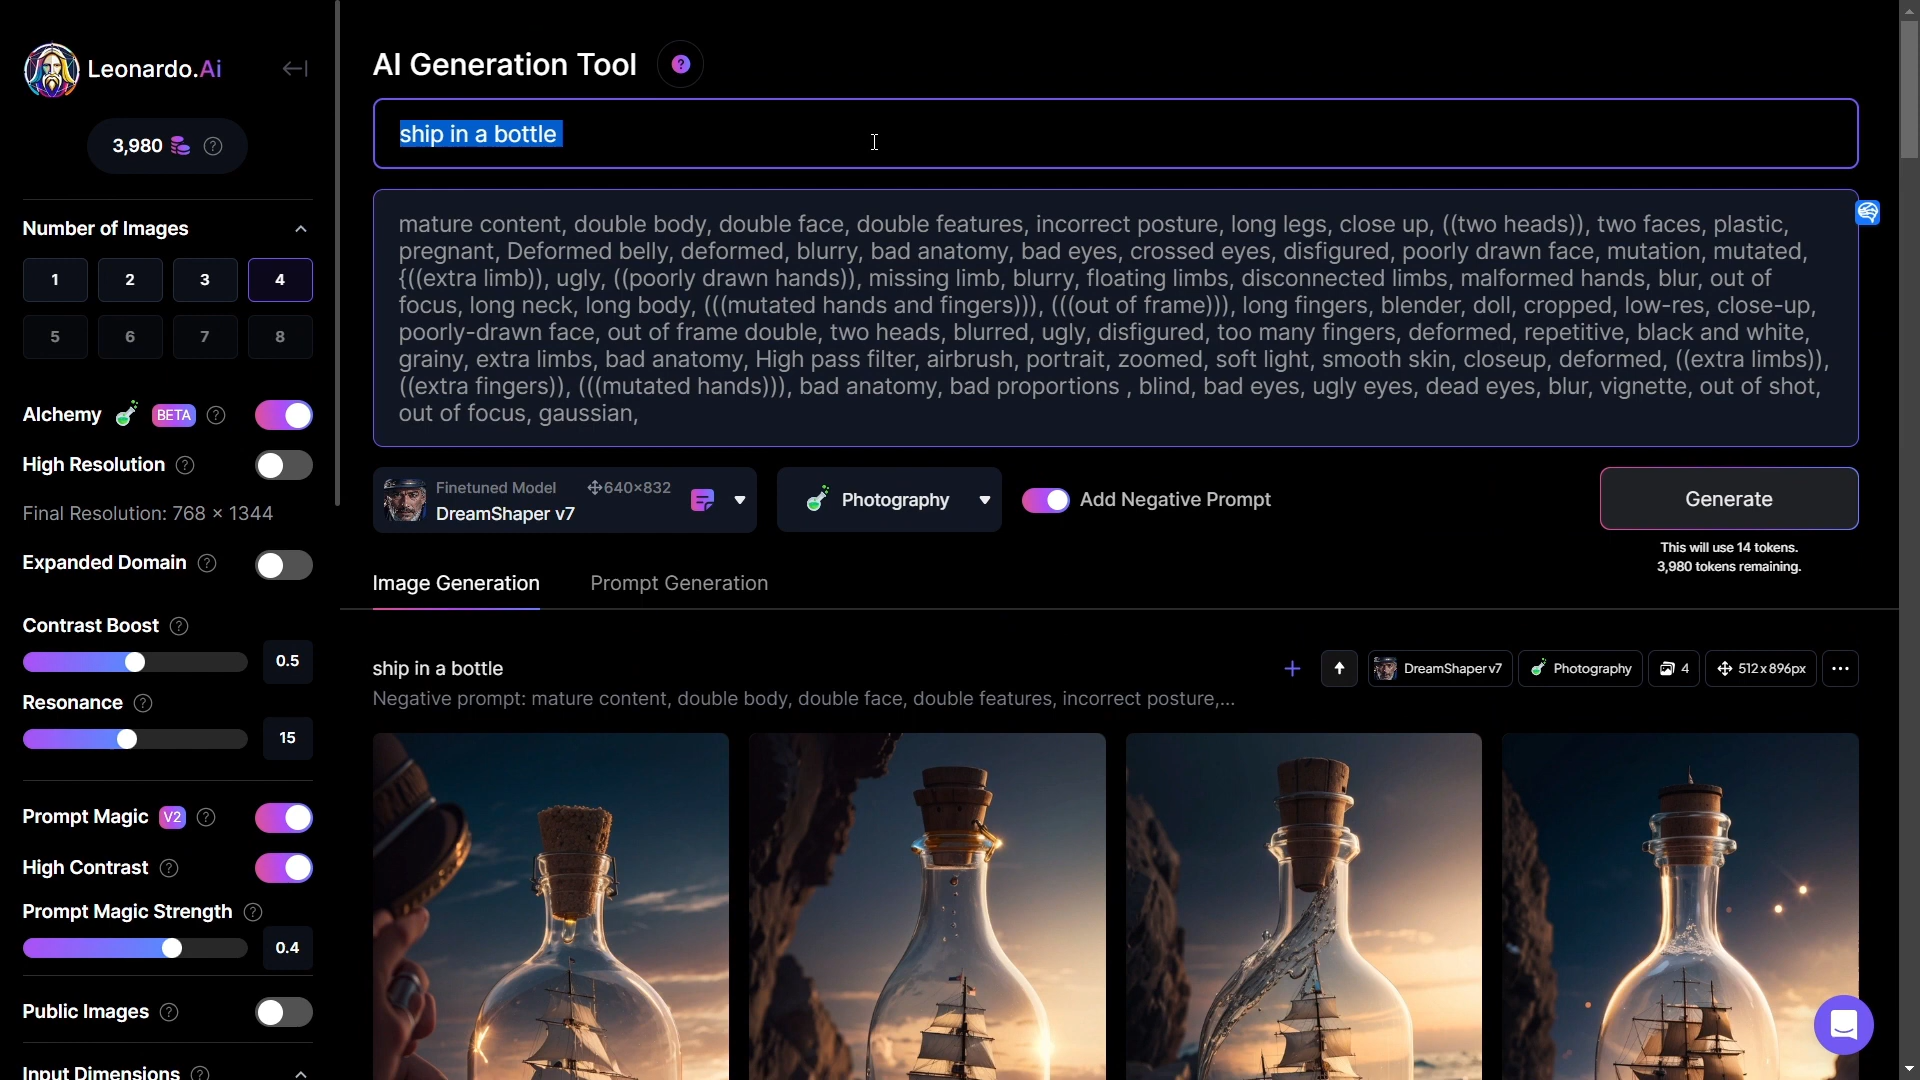 Leonardo.Ai
3,980
Number of Images
1 2 3 4
5 6 7 8
Alchemy BETA
High Resolution
Final Resolution: 768 × 1344
Expanded Domain
Contrast Boost
0.5
Resonance
15
Prompt Magic V2
High Contrast
Prompt Magic Strength
0.4
Public Images
Input Dimensions
AI Generation Tool ?
ship in a bottle
mature content, double body, double face, double features, incorrect posture, long legs, close up, ((two heads)), two faces, plastic,
pregnant, Deformed belly, deformed, blurry, bad anatomy, bad eyes, crossed eyes, disfigured, poorly drawn face, mutation, mutated,
{((extra limb)), ugly, ((poorly drawn hands)), missing limb, blurry, floating limbs, disconnected limbs, malformed hands, blur, out of
focus, long neck, long body, (((mutated hands and fingers))), (((out of frame))), long fingers, blender, doll, cropped, low-res, close-up,
poorly-drawn face, out of frame double, two heads, blurred, ugly, disfigured, too many fingers, deformed, repetitive, black and white,
grainy, extra limbs, bad anatomy, High pass filter, airbrush, portrait, zoomed, soft light, smooth skin, closeup, deformed, ((extra limbs)),
((extra fingers)), (((mutated hands))), bad anatomy, bad proportions , blind, bad eyes, ugly eyes, dead eyes, blur, vignette, out of shot,
out of focus, gaussian,
Finetuned Model 640×832
DreamShaper v7
Photography
Add Negative Prompt
Generate
This will use 14 tokens.
3,980 tokens remaining.
Image Generation Prompt Generation
ship in a bottle
DreamShaper v7 Photography 4 512x896px
Negative prompt: mature content, double body, double face, double features, incorrect posture,...